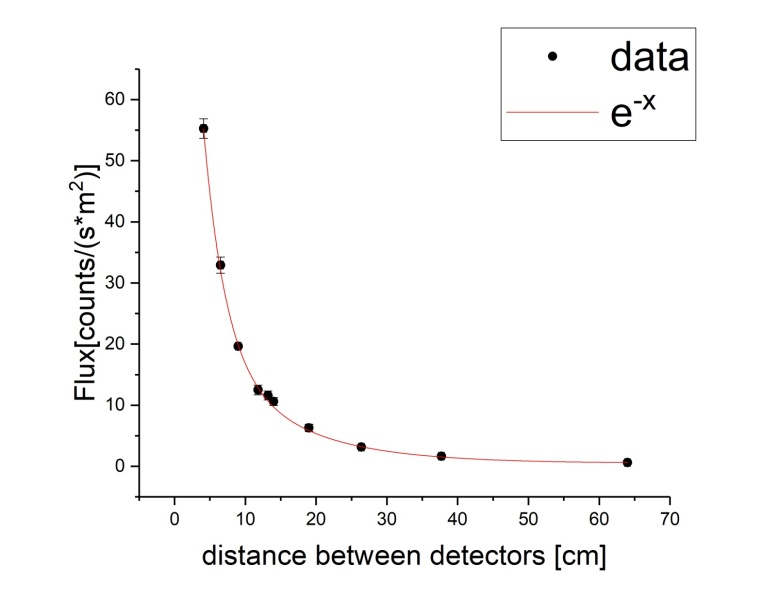 data
e-x
60
50
40
30
20
10
0
Flux[counts/(s*m2)]
0 10 20 30 40 50 60 70
distance between detectors [cm]